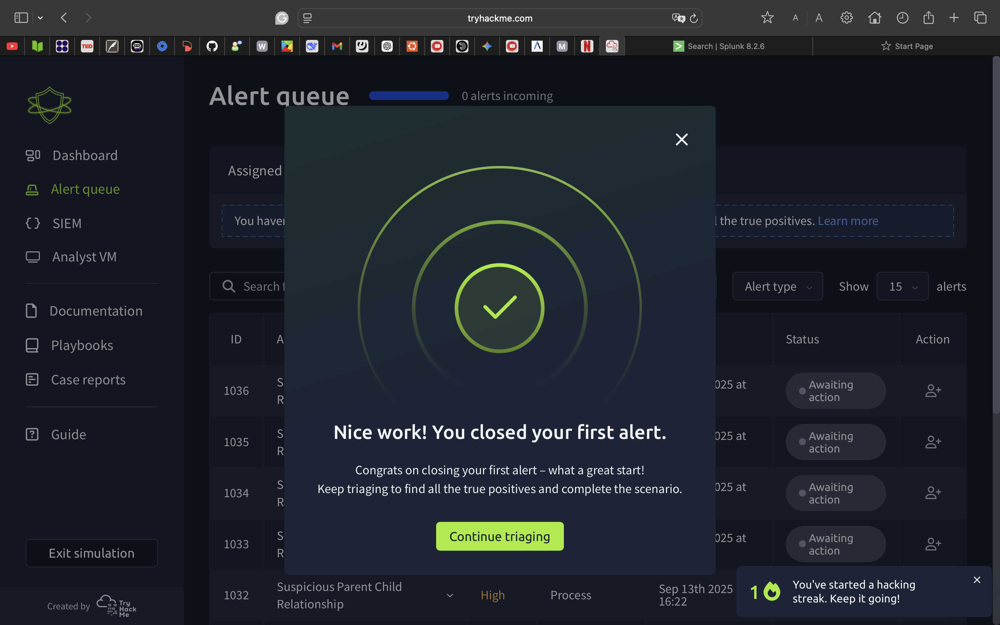 tryhackme.com
A
A
TED
W
M
Search | Splunk 8.2.6
Start Page
Alert queue
0 alerts incoming
Dashboard
Alert queue
SIEM
Analyst VM
Documentation
Playbooks
Case reports
Guide
Exit simulation
Created by
Try
Hack
Me
Assigned
You haven
the true positives. Learn more
Search
Alert type
Show
15
alerts
ID
A
Status
Action
1036
S
R
025 at
Awaiting
action
1035
S
R
025 at
Awaiting
action
1034
S
R
025 at
Awaiting
action
1033
S
R
025 at
Awaiting
action
1032
Suspicious Parent Child
Relationship
High
Process
Sep 13th 2025
16:22
Nice work! You closed your first alert.
Congrats on closing your first alert – what a great start!
Keep triaging to find all the true positives and complete the scenario.
Continue triaging
1
You've started a hacking
streak. Keep it going!